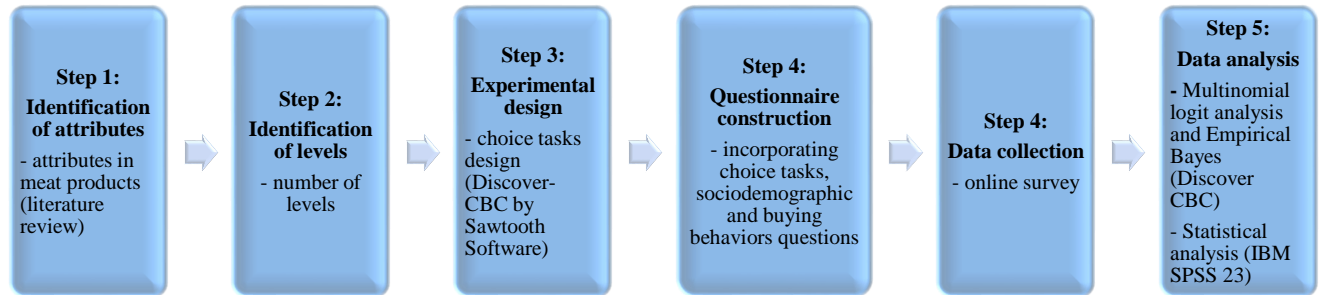 Step 1:
Identification
of attributes
- attributes in
meat products
(literature
review)
Step 2:
Identification
of levels
- number of
levels
Step 3:
Experimental
design
- choice tasks
design
(Discover-
CBC by
Sawtooth
Software)
Step 4:
Questionnaire
construction
- incorporating
choice tasks,
sociodemographic
and buying
behaviors questions
Step 4:
Data collection
- online survey
Step 5:
Data analysis
- Multinomial
logit analysis
and Empirical
Bayes
(Discover
CBC)
- Statistical
analysis (IBM
SPSS 23)